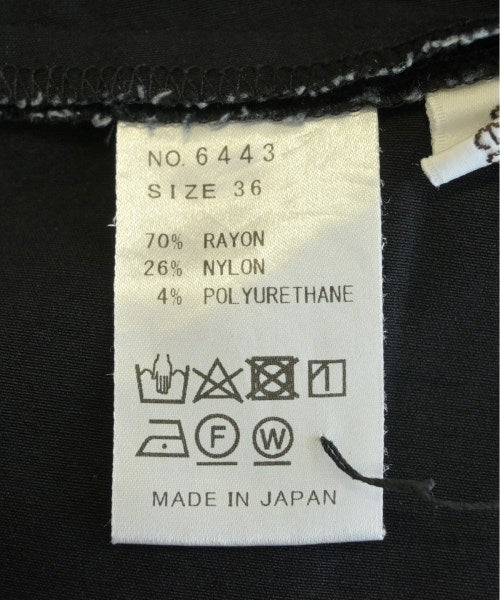 NO. 6443
SIZE 36
70% RAYON
26% NYLON
4% POLYURETHANE
F W
MADE IN JAPAN